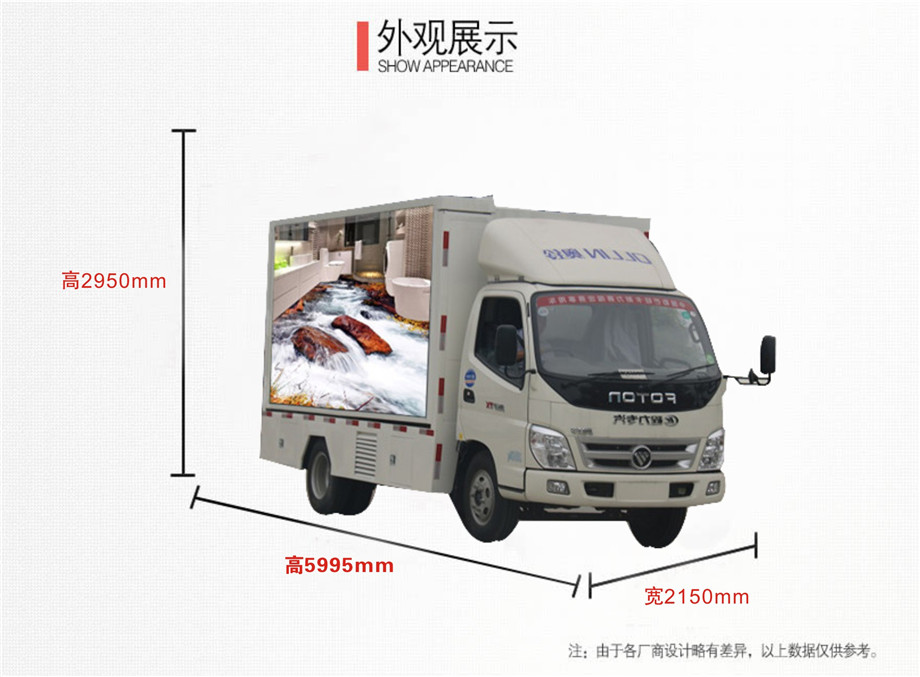 外观展示
SHOW APPEARANCE
高2950mm
FOTON
高5995mm
宽2150mm
注：由于各厂商设计略有差异，以上数据仅供参考。